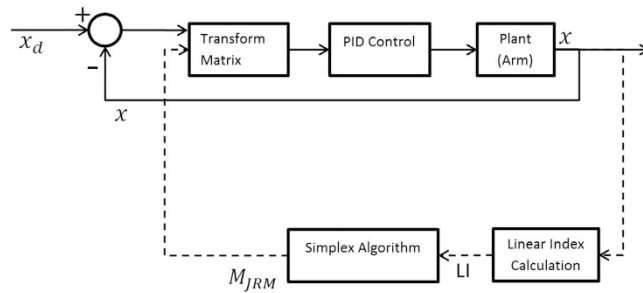 +
x_d
-
Transform
Matrix
PID Control
Plant
(Arm)
x
x
Simplex Algorithm
Linear Index
Calculation
M_JRM
LI